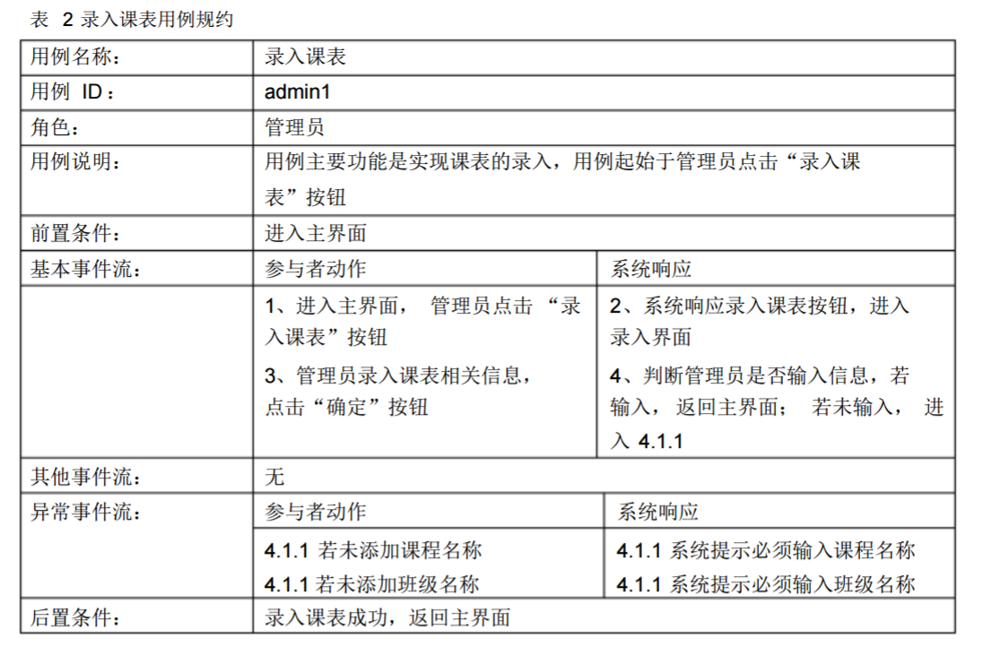 表 2 录入课表用例规约
用例名称：
录入课表
用例 ID：
admin1
角色：
管理员
用例说明：
用例主要功能是实现课表的录入，用例起始于管理员点击“录入课
表”按钮
前置条件：
进入主界面
基本事件流：
参与者动作
系统响应
1、进入主界面， 管理员点击 “录
入课表”按钮
3、管理员录入课表相关信息，
点击“确定”按钮
2、系统响应录入课表按钮，进入
录入界面
4、判断管理员是否输入信息，若
输入， 返回主界面； 若未输入， 进
入 4.1.1
其他事件流：
无
异常事件流：
参与者动作
系统响应
4.1.1 若未添加课程名称
4.1.1 若未添加班级名称
4.1.1 系统提示必须输入课程名称
4.1.1 系统提示必须输入班级名称
后置条件：
录入课表成功，返回主界面